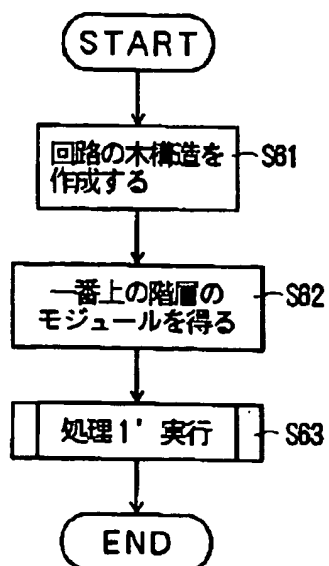 START
回路の木構造を
作成する
S61
一番上の階層の
モジュールを得る
S62
処理1' 実行
S63
END